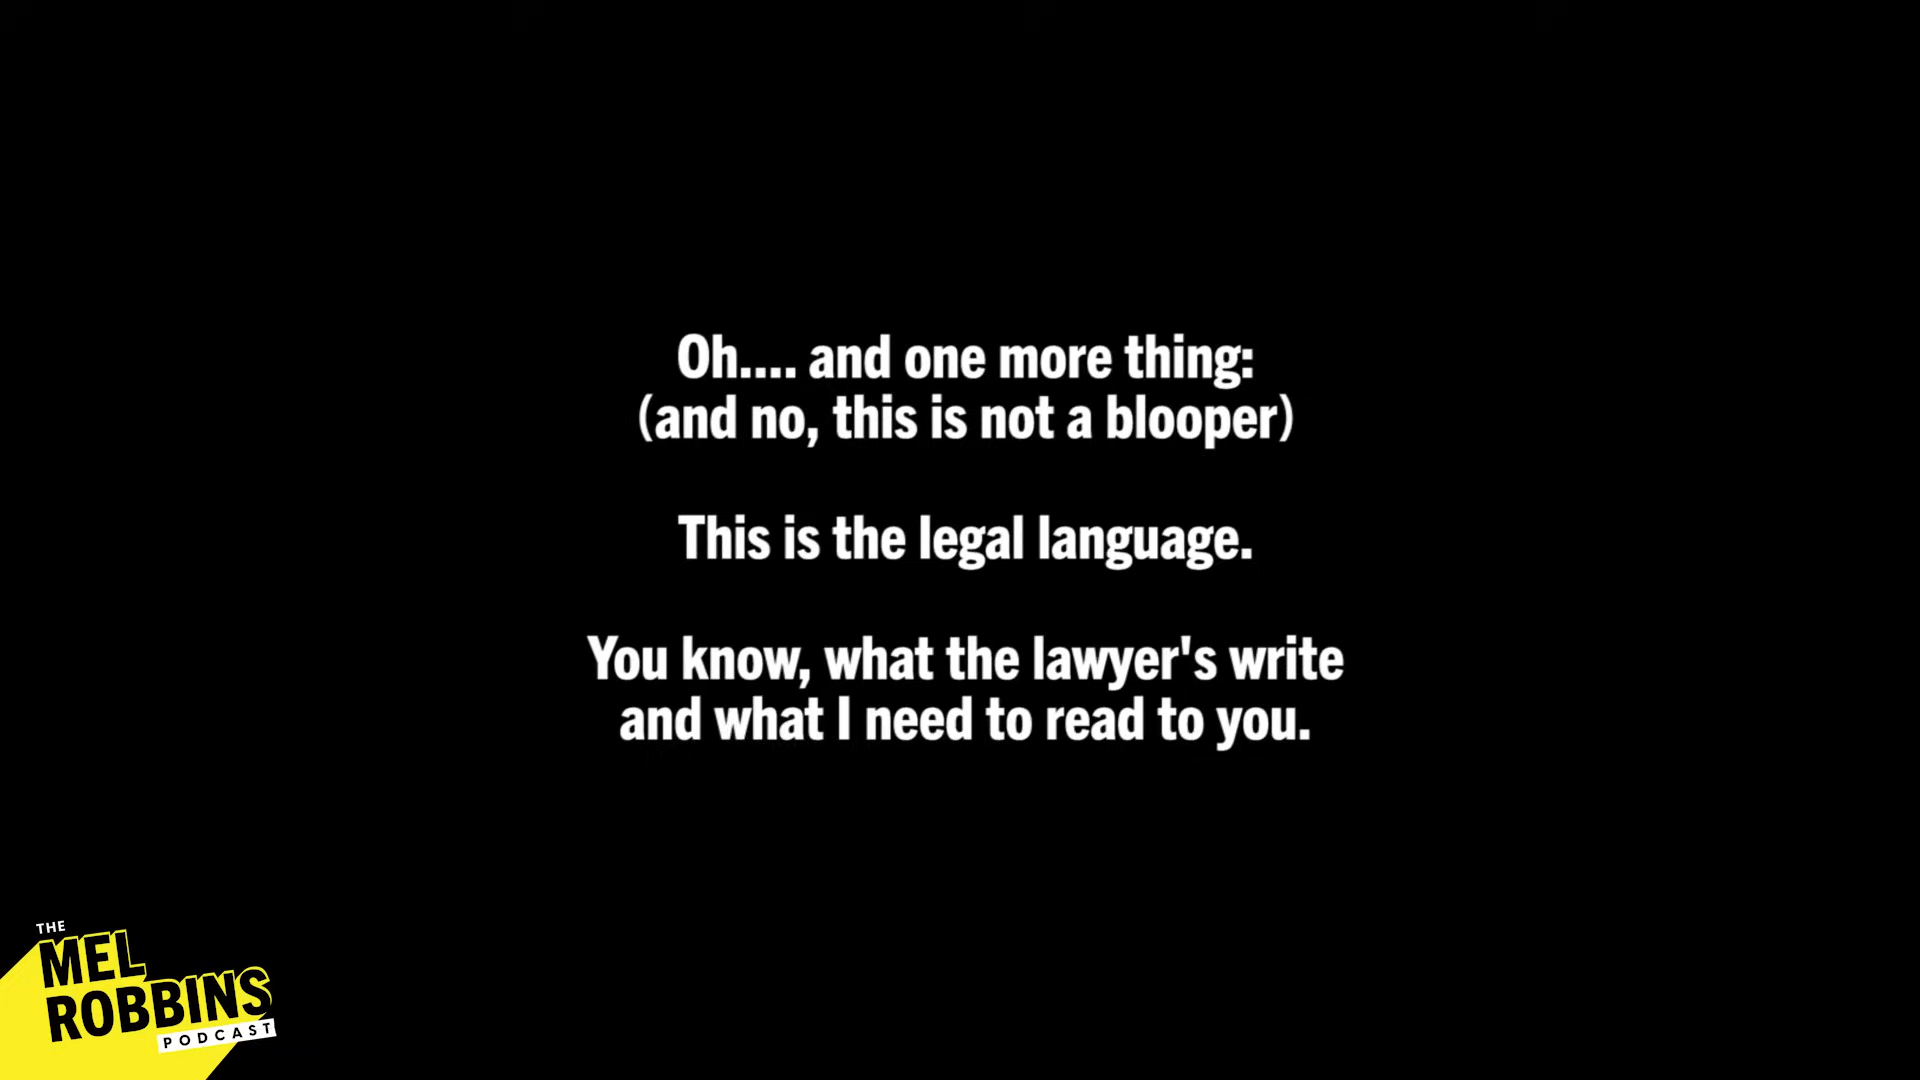 Oh.... and one more thing:
(and no, this is not a blooper)
This is the legal language.
You know, what the lawyer's write
and what I need to read to you.
THE
MEL
ROBBINS
PODCAST